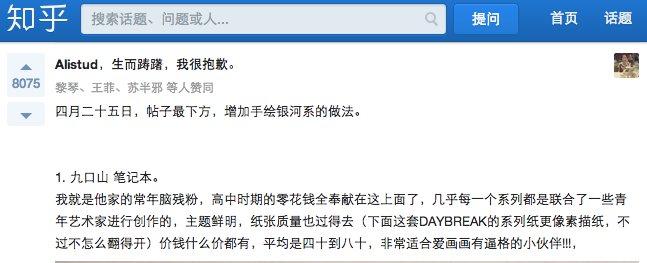 知乎 搜索话题、问题或人... 提问 首页 话题
Alistud，生而踌躇，我很抱歉。
8075
黎琴、王菲、苏半邪 等人赞同
四月二十五日，帖子最下方，增加手绘银河系的做法。
1. 九口山 笔记本。
我就是他家的常年脑残粉，高中时期的零花钱全奉献在这上面了，几乎每一个系列都是联合了一些青
年艺术家进行创作的，主题鲜明，纸张质量也过得去（下面这套DAYBREAK的系列纸更像素描纸，不
过不怎么翻得开）价钱什么价都有，平均是四十到八十，非常适合爱画画有逼格的小伙伴!!!，